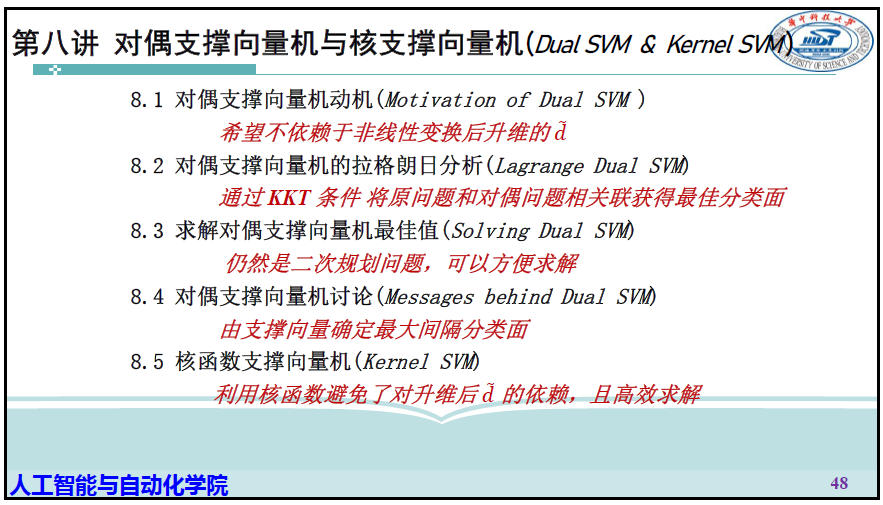 第八讲 对偶支撑向量机与核支撑向量机(Dual SVM & Kernel SVM)
8.1 对偶支撑向量机动机(Motivation of Dual SVM )
希望不依赖于非线性变换后升维的 d̃
8.2 对偶支撑向量机的拉格朗日分析(Lagrange Dual SVM)
通过 KKT 条件 将原问题和对偶问题相关联获得最佳分类面
8.3 求解对偶支撑向量机最佳值(Solving Dual SVM)
仍然是二次规划问题，可以方便求解
8.4 对偶支撑向量机讨论(Messages behind Dual SVM)
由支撑向量确定最大间隔分类面
8.5 核函数支撑向量机(Kernel SVM)
利用核函数避免了对升维后 d̃ 的依赖，且高效求解
人工智能与自动化学院
48